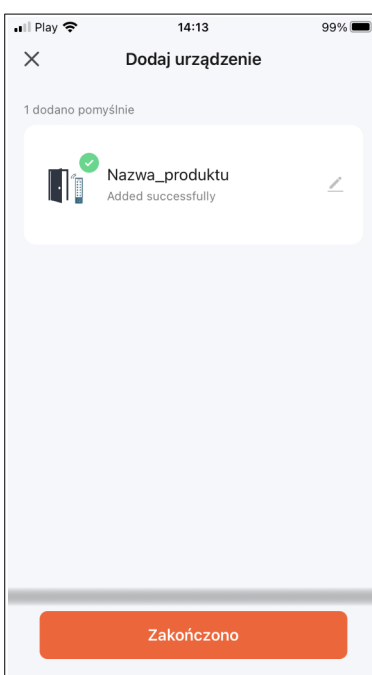 Play 14:13 99%
Dodaj urządzenie
1 dodano pomyślnie
Nazwa_produktu
Added successfully
Zakończono